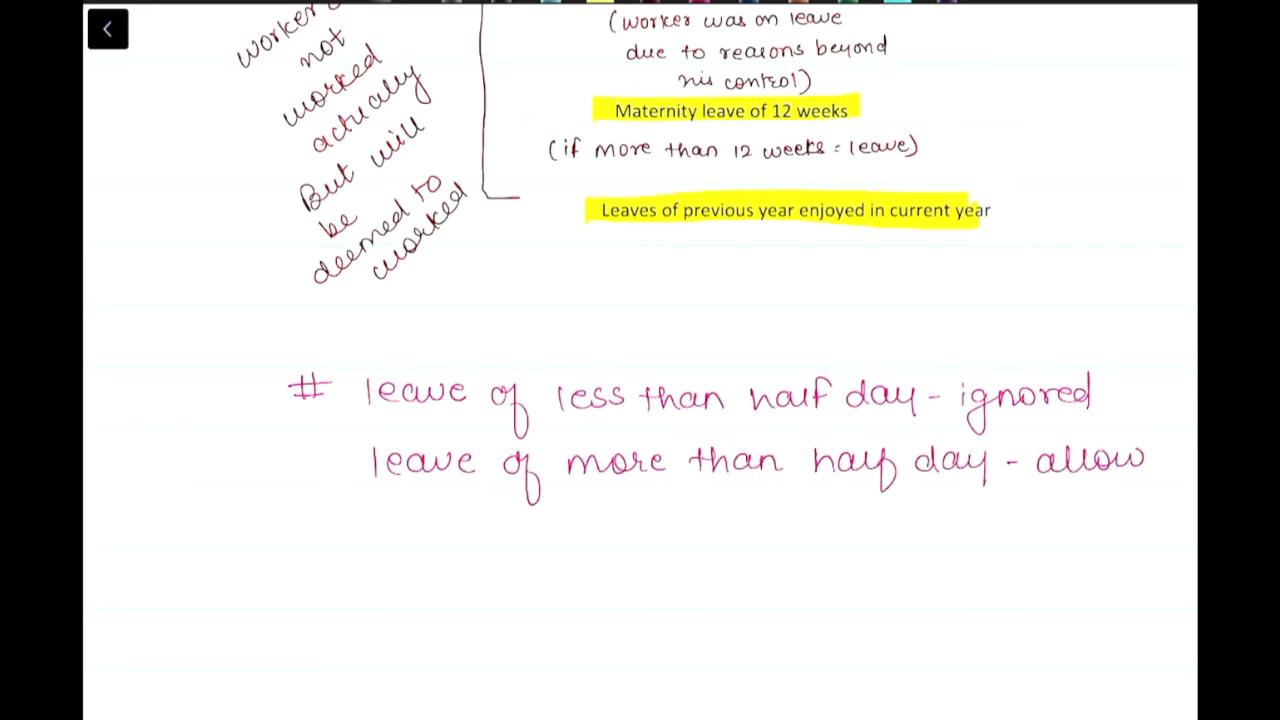 worker
not
worked
actually
But will
be
deemed to
worked
(worker was on leave
due to reasons beyond
his control)
Maternity leave of 12 weeks
(if more than 12 weeks = leave)
Leaves of previous year enjoyed in current year
# leave of less than half day - ignored
leave of more than half day - allow